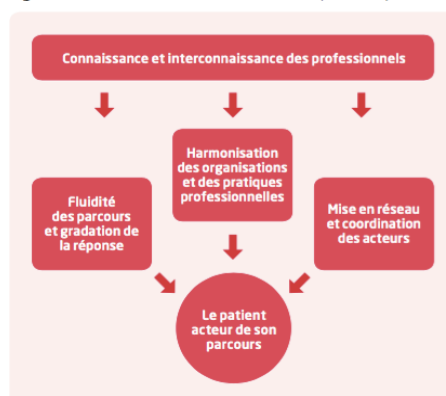 Connaissance et interconnaissance des professionnels
Harmonisation
des organisations
et des pratiques
professionnelles
Fluidité
des parcours
et gradation de
la réponse
Mise en réseau
et coordination
des acteurs
Le patient
acteur de son
parcours